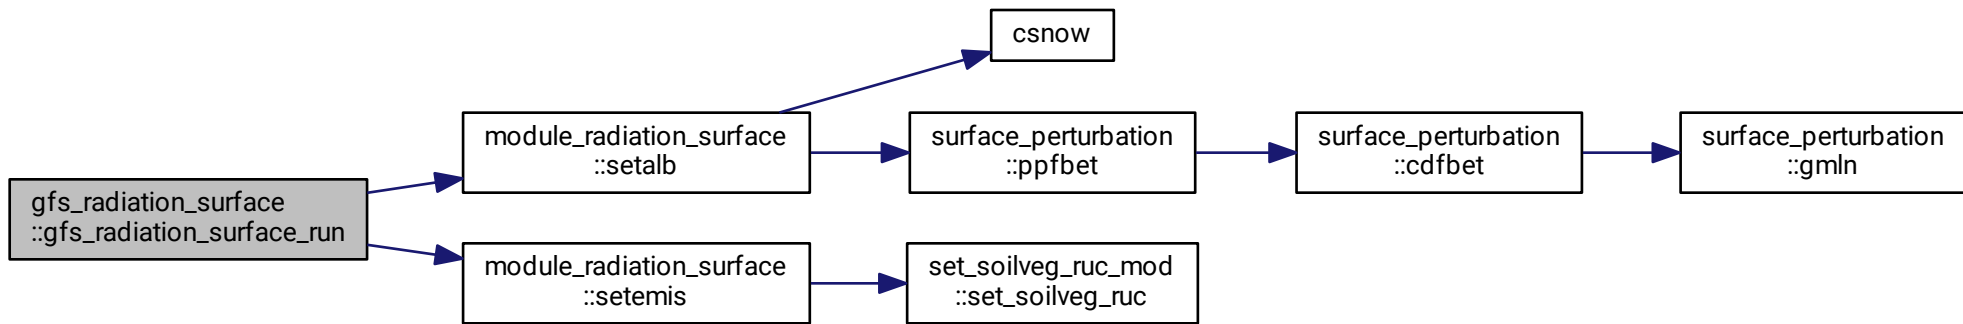 csnow
module_radiation_surface
::setalb
surface_perturbation
::ppfbet
surface_perturbation
::cdfbet
surface_perturbation
::gmln
gfs_radiation_surface
::gfs_radiation_surface_run
module_radiation_surface
::setemis
set_soilveg_ruc_mod
::set_soilveg_ruc